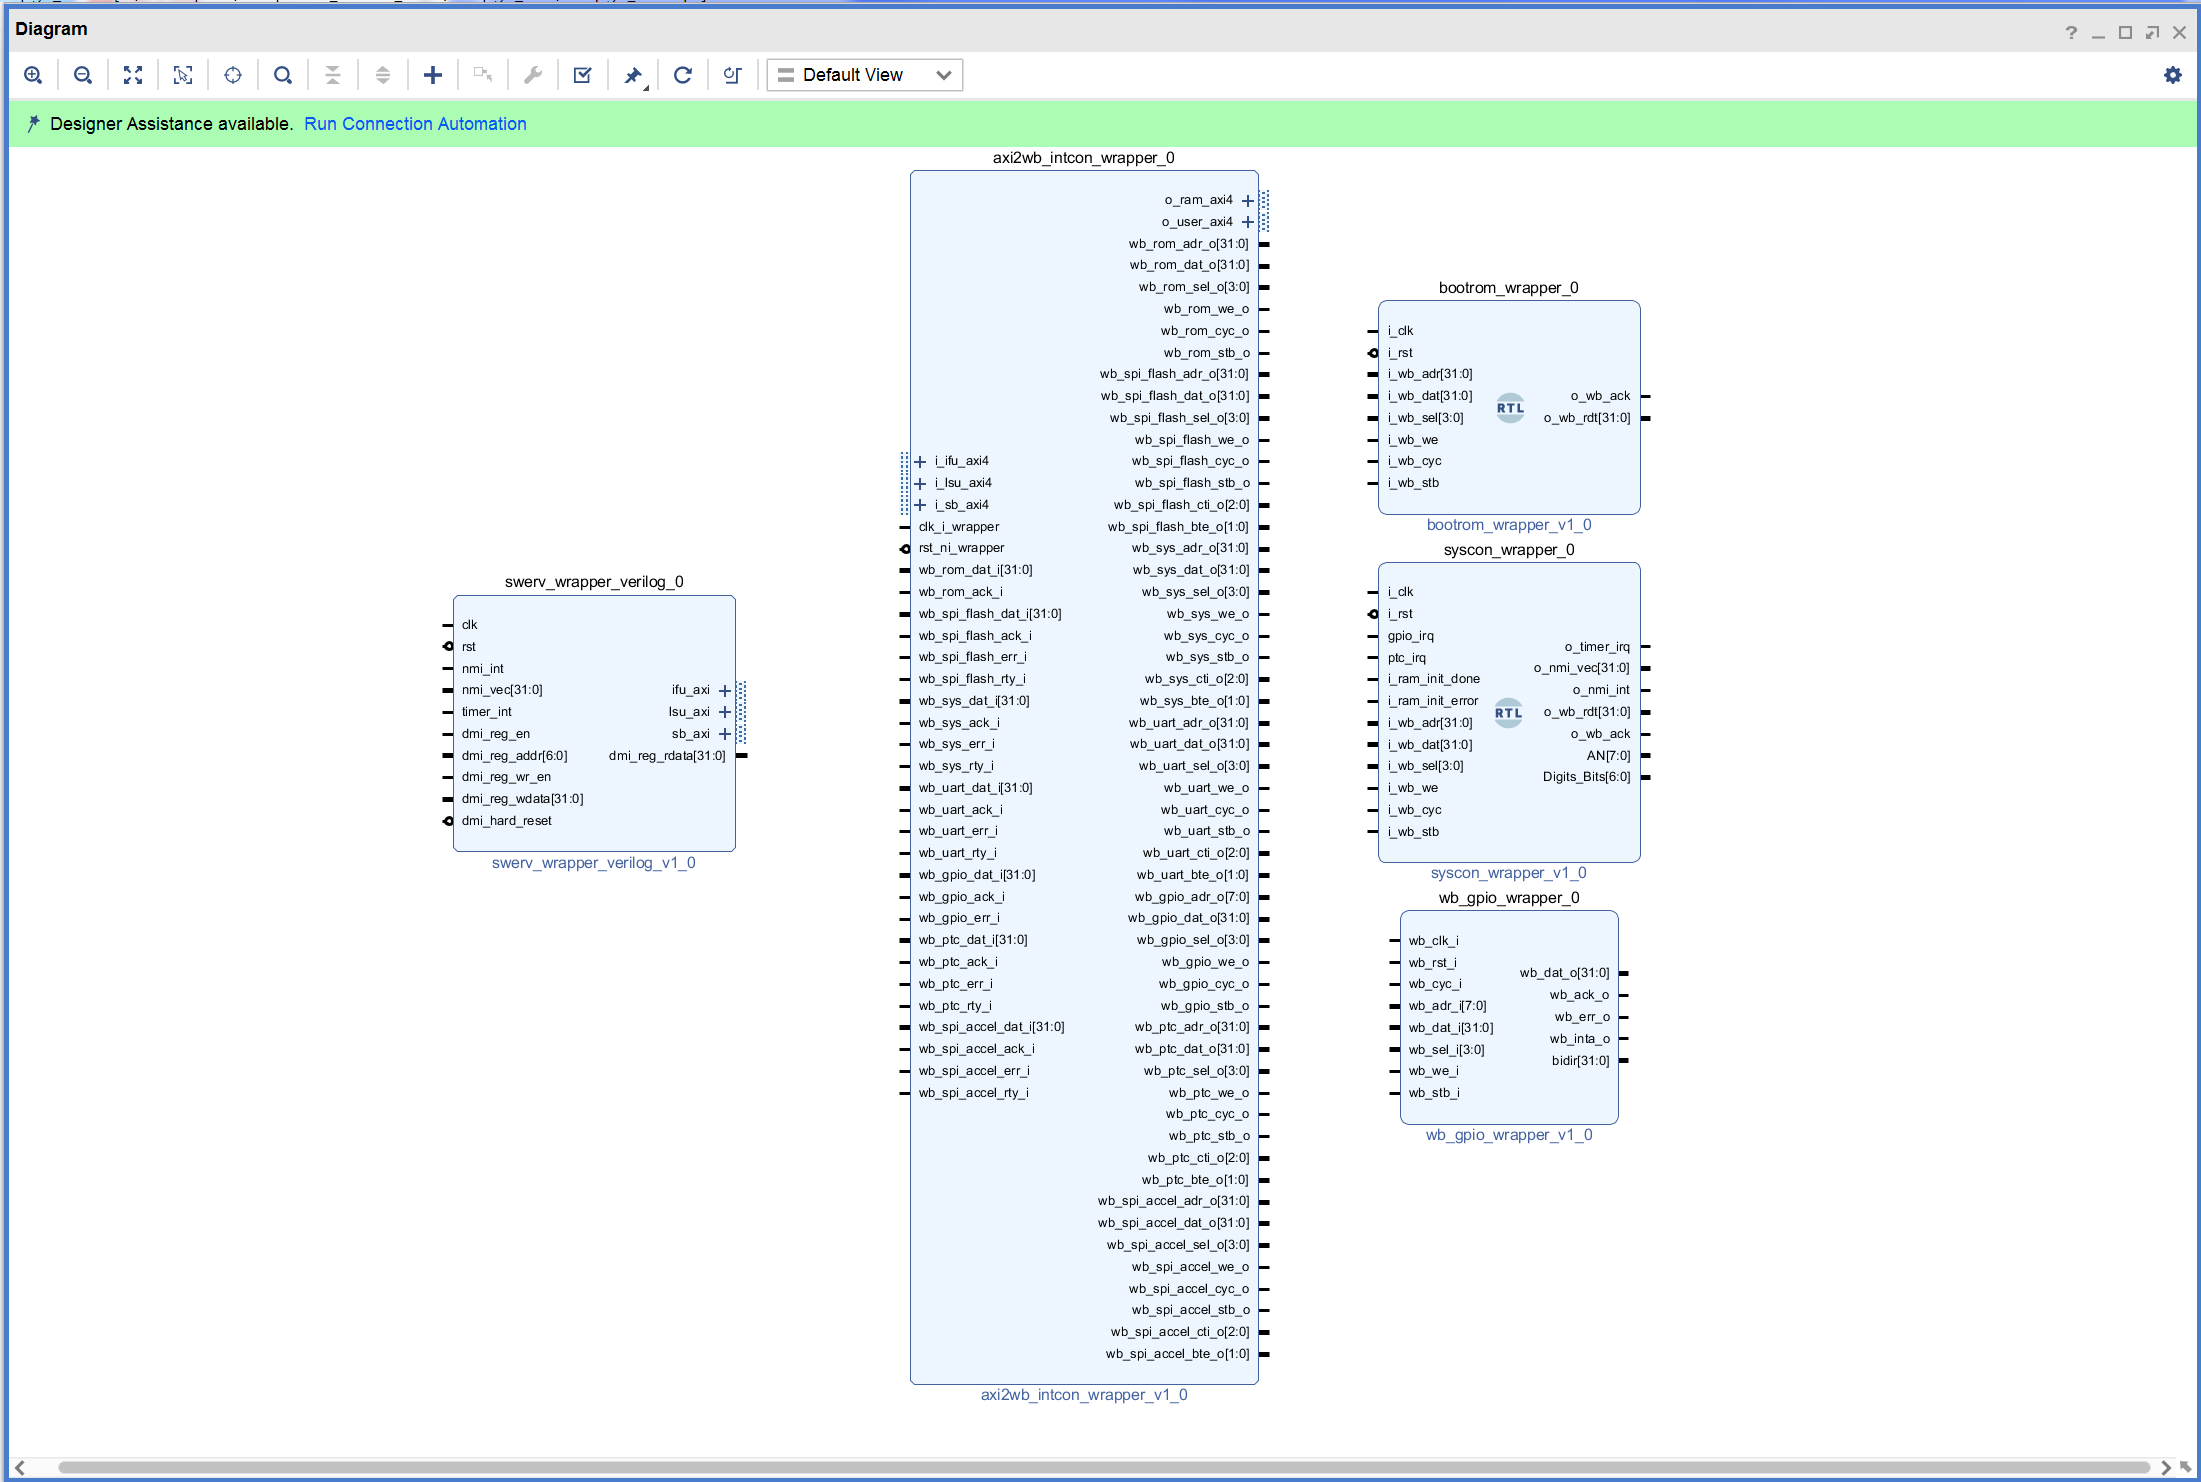 Diagram
Default View
Designer Assistance available. Run Connection Automation
swerv_wrapper_verilog_0
clk
rst
nmi_int
nmi_vec[31:0]
timer_int
dmi_reg_en
dmi_reg_addr[6:0]
dmi_reg_wr_en
dmi_reg_wdata[31:0]
dmi_hard_reset
ifu_axi
lsu_axi
sb_axi
dmi_reg_rdata[31:0]
swerv_wrapper_verilog_v1_0
axi2wb_intcon_wrapper_0
i_ifu_axi4
i_lsu_axi4
i_sb_axi4
clk_i_wrapper
rst_ni_wrapper
wb_rom_dat_i[31:0]
wb_rom_ack_i
wb_spi_flash_dat_i[31:0]
wb_spi_flash_ack_i
wb_spi_flash_err_i
wb_spi_flash_rty_i
wb_sys_dat_i[31:0]
wb_sys_ack_i
wb_sys_err_i
wb_sys_rty_i
wb_uart_dat_i[31:0]
wb_uart_ack_i
wb_uart_err_i
wb_uart_rty_i
wb_gpio_dat_i[31:0]
wb_gpio_ack_i
wb_gpio_err_i
wb_ptc_dat_i[31:0]
wb_ptc_ack_i
wb_ptc_err_i
wb_ptc_rty_i
wb_spi_accel_dat_i[31:0]
wb_spi_accel_ack_i
wb_spi_accel_err_i
wb_spi_accel_rty_i
o_ram_axi4
o_user_axi4
wb_rom_adr_o[31:0]
wb_rom_dat_o[31:0]
wb_rom_sel_o[3:0]
wb_rom_we_o
wb_rom_cyc_o
wb_rom_stb_o
wb_spi_flash_adr_o[31:0]
wb_spi_flash_dat_o[31:0]
wb_spi_flash_sel_o[3:0]
wb_spi_flash_we_o
wb_spi_flash_cyc_o
wb_spi_flash_stb_o
wb_spi_flash_cti_o[2:0]
wb_spi_flash_bte_o[1:0]
wb_sys_adr_o[31:0]
wb_sys_dat_o[31:0]
wb_sys_sel_o[3:0]
wb_sys_we_o
wb_sys_cyc_o
wb_sys_stb_o
wb_sys_cti_o[2:0]
wb_sys_bte_o[1:0]
wb_uart_adr_o[31:0]
wb_uart_dat_o[31:0]
wb_uart_sel_o[3:0]
wb_uart_we_o
wb_uart_cyc_o
wb_uart_stb_o
wb_uart_cti_o[2:0]
wb_uart_bte_o[1:0]
wb_gpio_adr_o[7:0]
wb_gpio_dat_o[31:0]
wb_gpio_sel_o[3:0]
wb_gpio_we_o
wb_gpio_cyc_o
wb_gpio_stb_o
wb_ptc_adr_o[31:0]
wb_ptc_dat_o[31:0]
wb_ptc_sel_o[3:0]
wb_ptc_we_o
wb_ptc_cyc_o
wb_ptc_stb_o
wb_ptc_cti_o[2:0]
wb_ptc_bte_o[1:0]
wb_spi_accel_adr_o[31:0]
wb_spi_accel_dat_o[31:0]
wb_spi_accel_sel_o[3:0]
wb_spi_accel_we_o
wb_spi_accel_cyc_o
wb_spi_accel_stb_o
wb_spi_accel_cti_o[2:0]
wb_spi_accel_bte_o[1:0]
axi2wb_intcon_wrapper_v1_0
bootrom_wrapper_0
i_clk
i_rst
i_wb_adr[31:0]
i_wb_dat[31:0]
i_wb_sel[3:0]
i_wb_we
i_wb_cyc
i_wb_stb
RTL
o_wb_ack
o_wb_rdt[31:0]
bootrom_wrapper_v1_0
syscon_wrapper_0
i_clk
i_rst
gpio_irq
ptc_irq
i_ram_init_done
i_ram_init_error
i_wb_adr[31:0]
i_wb_dat[31:0]
i_wb_sel[3:0]
i_wb_we
i_wb_cyc
i_wb_stb
RTL
o_timer_irq
o_nmi_vec[31:0]
o_nmi_int
o_wb_rdt[31:0]
o_wb_ack
AN[7:0]
Digits_Bits[6:0]
syscon_wrapper_v1_0
wb_gpio_wrapper_0
wb_clk_i
wb_rst_i
wb_cyc_i
wb_adr_i[7:0]
wb_dat_i[31:0]
wb_sel_i[3:0]
wb_we_i
wb_stb_i
wb_dat_o[31:0]
wb_ack_o
wb_err_o
wb_inta_o
bidir[31:0]
wb_gpio_wrapper_v1_0